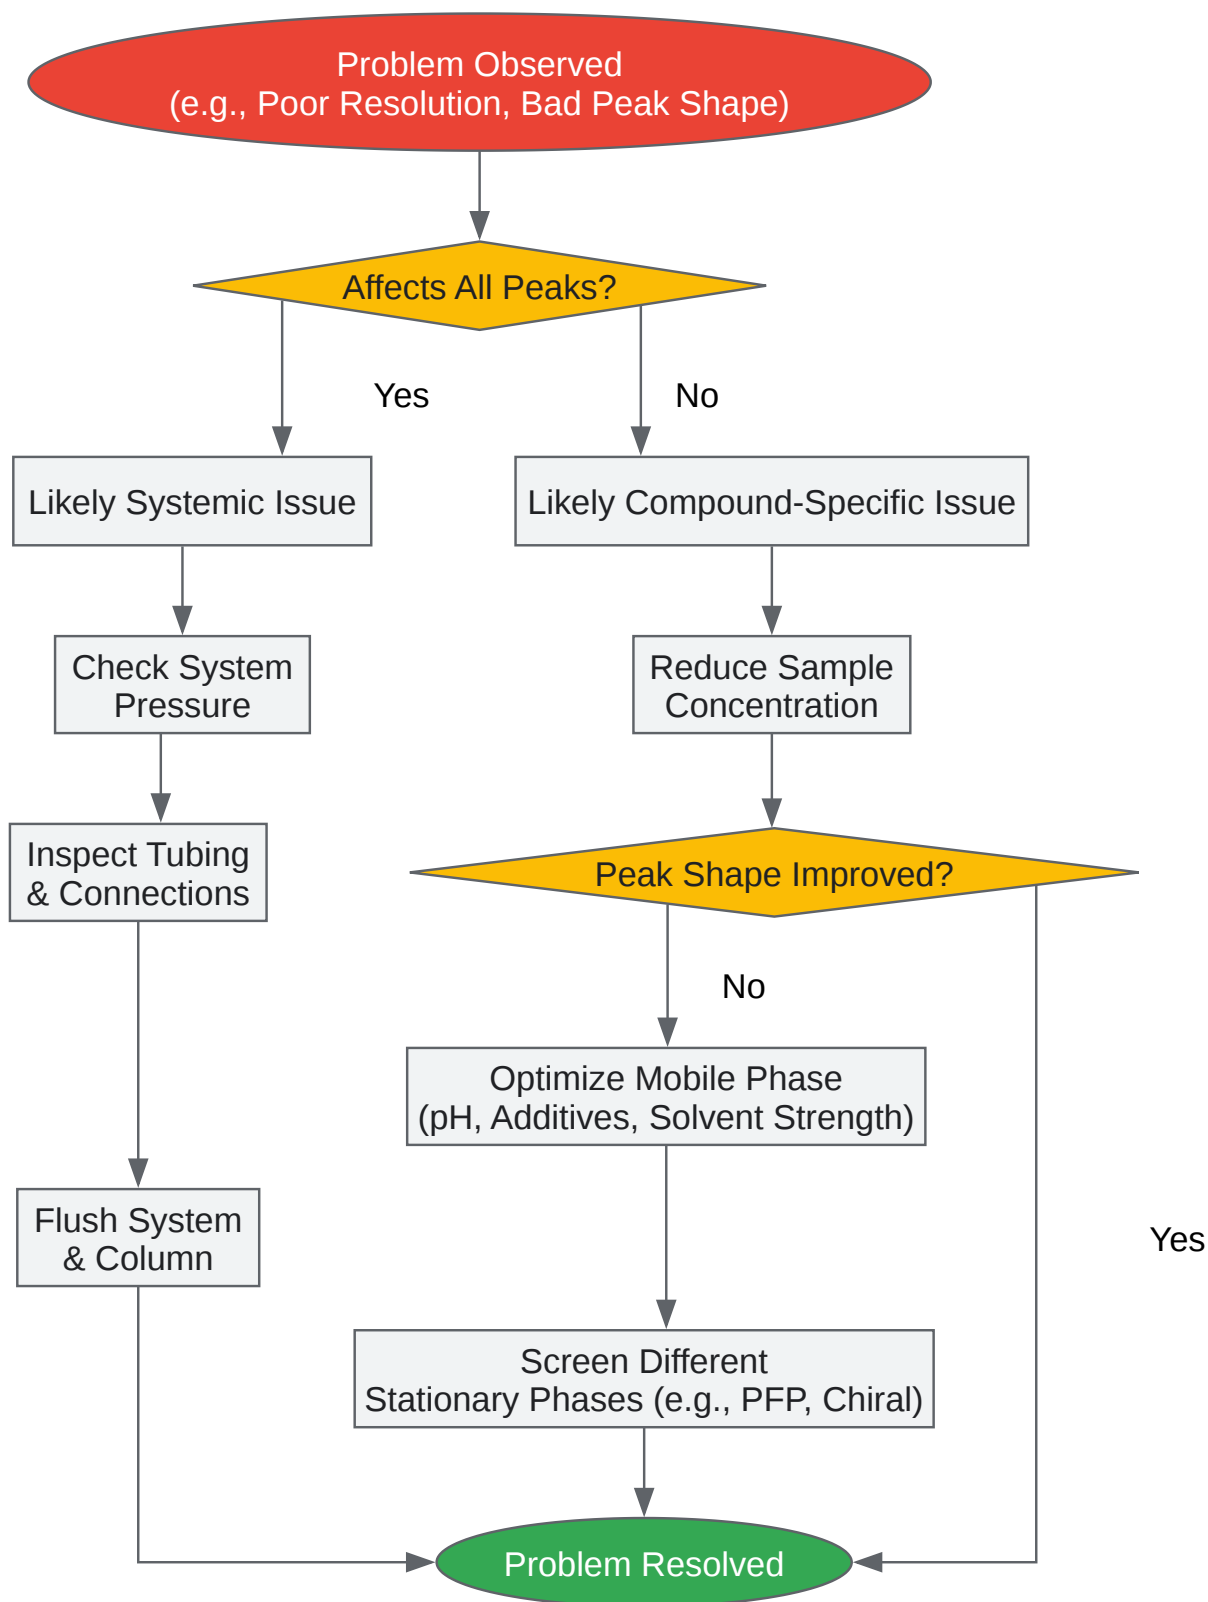 Problem Observed
(e.g., Poor Resolution, Bad Peak Shape)
Affects All Peaks?
Yes
No
Likely Systemic Issue
Likely Compound-Specific Issue
Check System
Pressure
Reduce Sample
Concentration
Inspect Tubing
& Connections
Peak Shape Improved?
No
Optimize Mobile Phase
(pH, Additives, Solvent Strength)
Flush System
& Column
Yes
Screen Different
Stationary Phases (e.g., PFP, Chiral)
Problem Resolved